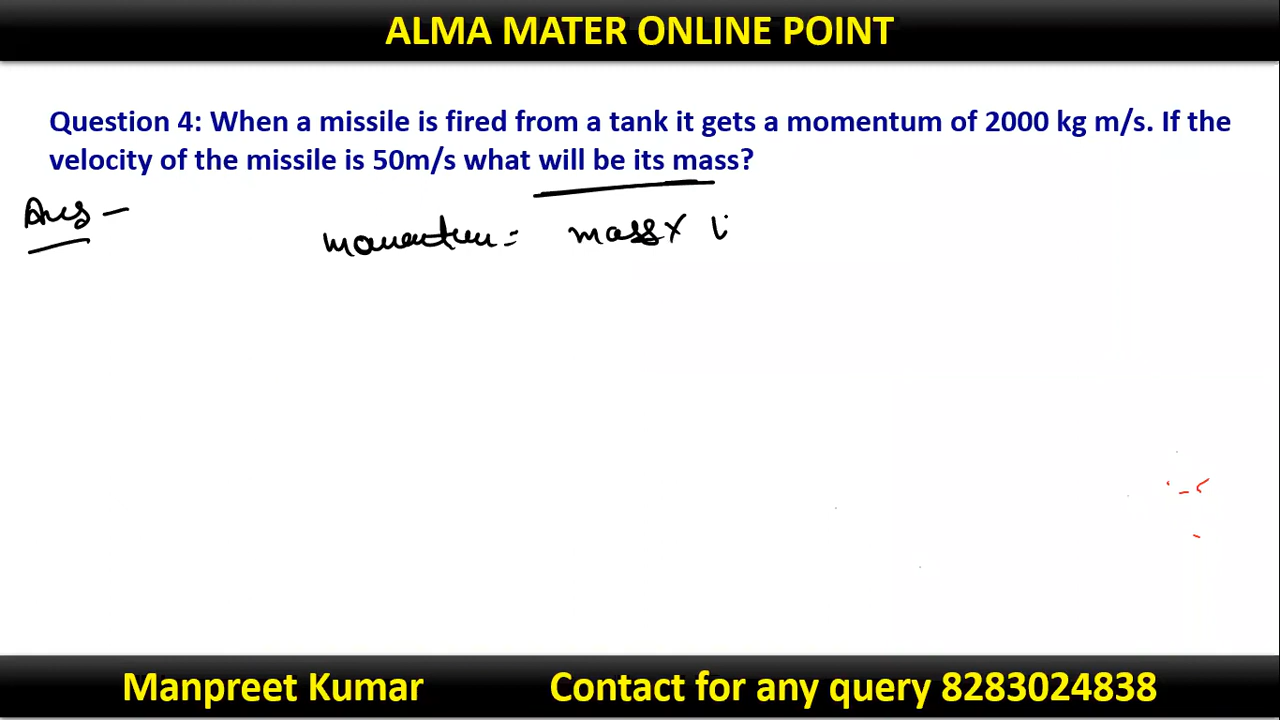 ALMA MATER ONLINE POINT
Question 4: When a missile is fired from a tank it gets a momentum of 2000 kg m/s. If the
velocity of the missile is 50m/s what will be its mass?
Ans -
momentum = mass x
Manpreet Kumar Contact for any query 8283024838